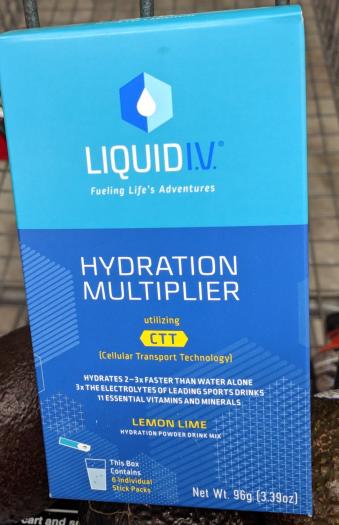 LIQUID I.V.®
Fueling Life's Adventures
HYDRATION
MULTIPLIER
utilizing
CTT
(Cellular Transport Technology)
HYDRATES 2–3x FASTER THAN WATER ALONE
3x THE ELECTROLYTES OF LEADING SPORTS DRINKS
11 ESSENTIAL VITAMINS AND MINERALS
LEMON LIME
HYDRATION POWDER DRINK MIX
This Box
Contains
6 Individual
Stick Packs
Net Wt. 96g (3.39oz)
cart and